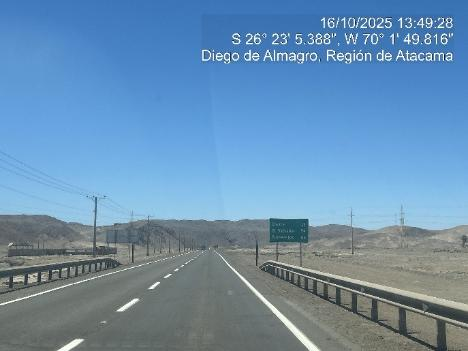 16/10/2025 13:49:28
S 26° 23' 5.388", W 70° 1' 49.816"
Diego de Almagro, Región de Atacama